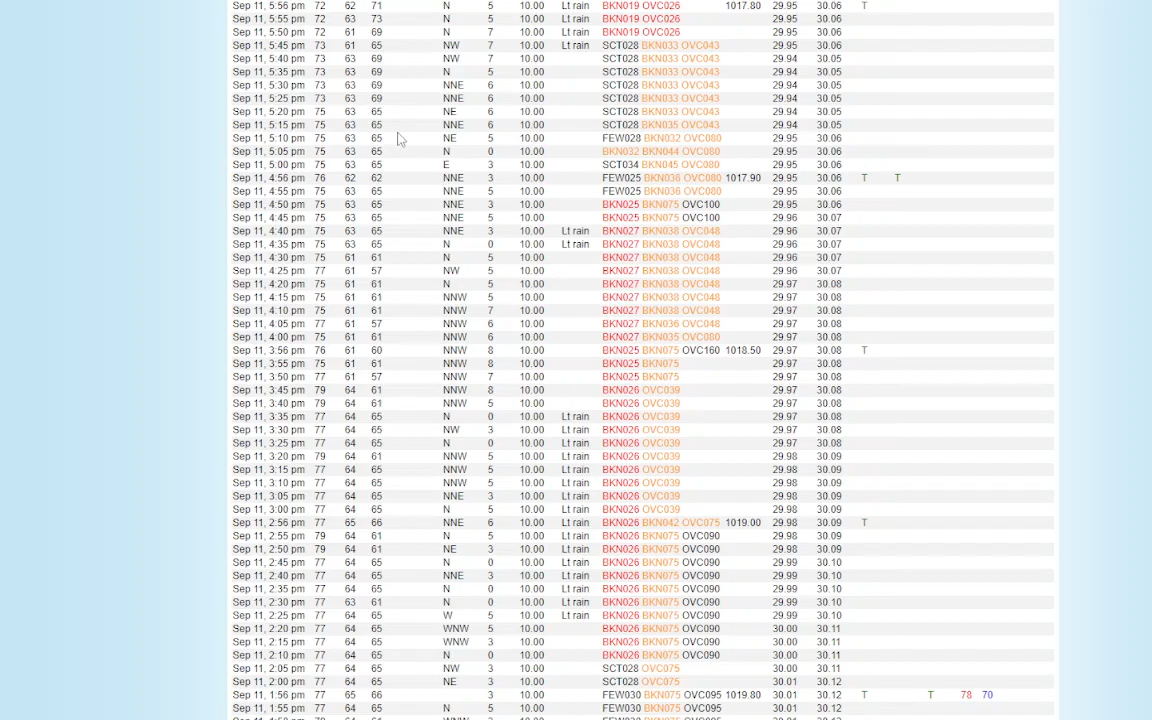 Sep 11, 5:56 pm 72 62 71 N 5 10.00 Lt rain BKN019 OVC026 1017.80 29.95 30.06 T
Sep 11, 5:55 pm 72 63 73 N 5 10.00 Lt rain BKN019 OVC026 29.95 30.06
Sep 11, 5:50 pm 72 61 69 N 7 10.00 Lt rain BKN019 OVC026 29.95 30.06
Sep 11, 5:45 pm 73 61 69 NW 7 10.00 Lt rain SCT028 BKN033 OVC043 29.95 30.06
Sep 11, 5:40 pm 73 63 69 NW 7 10.00 SCT028 BKN033 OVC043 29.94 30.05
Sep 11, 5:35 pm 73 63 69 N 5 10.00 SCT028 BKN033 OVC043 29.94 30.05
Sep 11, 5:30 pm 73 63 69 NNE 6 10.00 SCT028 BKN033 OVC043 29.94 30.05
Sep 11, 5:25 pm 73 63 69 NNE 6 10.00 SCT028 BKN033 OVC043 29.94 30.05
Sep 11, 5:20 pm 75 63 65 NE 6 10.00 SCT028 BKN033 OVC043 29.94 30.05
Sep 11, 5:15 pm 75 63 65 NNE 6 10.00 SCT028 BKN035 OVC043 29.94 30.05
Sep 11, 5:10 pm 75 63 65 NE 5 10.00 FEW028 BKN032 OVC080 29.95 30.06
Sep 11, 5:05 pm 75 63 65 N 0 10.00 BKN032 BKN044 OVC080 29.95 30.06
Sep 11, 5:00 pm 75 63 65 E 3 10.00 SCT034 BKN045 OVC080 29.95 30.06
Sep 11, 4:56 pm 76 62 62 NNE 3 10.00 FEW025 BKN036 OVC080 1017.90 29.95 30.06 T T
Sep 11, 4:55 pm 75 63 65 NNE 5 10.00 FEW025 BKN036 OVC080 29.95 30.06
Sep 11, 4:50 pm 75 63 65 NNE 3 10.00 BKN025 BKN075 OVC100 29.95 30.06
Sep 11, 4:45 pm 75 63 65 NNE 5 10.00 BKN025 BKN075 OVC100 29.96 30.07
Sep 11, 4:40 pm 75 63 65 NNE 3 10.00 Lt rain BKN027 BKN038 OVC048 29.96 30.07
Sep 11, 4:35 pm 75 63 65 N 0 10.00 Lt rain BKN027 BKN038 OVC048 29.96 30.07
Sep 11, 4:30 pm 75 61 61 N 5 10.00 BKN027 BKN038 OVC048 29.96 30.07
Sep 11, 4:25 pm 77 61 57 NW 5 10.00 BKN027 BKN038 OVC048 29.96 30.07
Sep 11, 4:20 pm 75 61 61 N 5 10.00 BKN027 BKN038 OVC048 29.97 30.08
Sep 11, 4:15 pm 75 61 61 NNW 5 10.00 BKN027 BKN038 OVC048 29.97 30.08
Sep 11, 4:10 pm 75 61 61 NNW 7 10.00 BKN027 BKN038 OVC048 29.97 30.08
Sep 11, 4:05 pm 77 61 57 NNW 6 10.00 BKN027 BKN036 OVC048 29.97 30.08
Sep 11, 4:00 pm 75 61 61 NNW 6 10.00 BKN027 BKN035 OVC080 29.97 30.08
Sep 11, 3:56 pm 76 61 60 NNW 8 10.00 BKN025 BKN075 OVC160 1018.50 29.97 30.08 T
Sep 11, 3:55 pm 75 61 61 NNW 8 10.00 BKN025 BKN075 29.97 30.08
Sep 11, 3:50 pm 77 61 57 NNW 7 10.00 BKN025 BKN075 29.97 30.08
Sep 11, 3:45 pm 79 64 61 NNW 8 10.00 BKN026 OVC039 29.97 30.08
Sep 11, 3:40 pm 79 64 61 NNW 5 10.00 BKN026 OVC039 29.97 30.08
Sep 11, 3:35 pm 77 64 65 N 0 10.00 Lt rain BKN026 OVC039 29.97 30.08
Sep 11, 3:30 pm 77 64 65 NW 3 10.00 Lt rain BKN026 OVC039 29.97 30.08
Sep 11, 3:25 pm 77 64 65 N 0 10.00 Lt rain BKN026 OVC039 29.97 30.08
Sep 11, 3:20 pm 79 64 61 NNW 5 10.00 Lt rain BKN026 OVC039 29.98 30.09
Sep 11, 3:15 pm 77 64 65 NNW 5 10.00 Lt rain BKN026 OVC039 29.98 30.09
Sep 11, 3:10 pm 77 64 65 NNW 5 10.00 Lt rain BKN026 OVC039 29.98 30.09
Sep 11, 3:05 pm 77 64 65 NNE 3 10.00 Lt rain BKN026 OVC039 29.98 30.09
Sep 11, 3:00 pm 77 64 65 N 5 10.00 Lt rain BKN026 OVC039 29.98 30.09
Sep 11, 2:56 pm 77 65 66 NNE 6 10.00 Lt rain BKN026 BKN042 OVC075 1019.00 29.98 30.09 T
Sep 11, 2:55 pm 79 64 61 N 5 10.00 Lt rain BKN026 BKN075 OVC090 29.98 30.09
Sep 11, 2:50 pm 79 64 61 NE 3 10.00 Lt rain BKN026 BKN075 OVC090 29.98 30.09
Sep 11, 2:45 pm 77 64 65 N 0 10.00 Lt rain BKN026 BKN075 OVC090 29.99 30.10
Sep 11, 2:40 pm 77 64 65 NNE 3 10.00 Lt rain BKN026 BKN075 OVC090 29.99 30.10
Sep 11, 2:35 pm 77 64 65 N 0 10.00 Lt rain BKN026 BKN075 OVC090 29.99 30.10
Sep 11, 2:30 pm 77 63 61 N 0 10.00 Lt rain BKN026 BKN075 OVC090 29.99 30.10
Sep 11, 2:25 pm 77 64 65 W 5 10.00 Lt rain BKN026 BKN075 OVC090 29.99 30.10
Sep 11, 2:20 pm 77 64 65 WNW 5 10.00 BKN026 BKN075 OVC090 30.00 30.11
Sep 11, 2:15 pm 77 64 65 WNW 3 10.00 BKN026 BKN075 OVC090 30.00 30.11
Sep 11, 2:10 pm 77 64 65 N 0 10.00 BKN026 BKN075 OVC090 30.00 30.11
Sep 11, 2:05 pm 77 64 65 NW 3 10.00 SCT028 OVC075 30.00 30.11
Sep 11, 2:00 pm 77 64 65 NE 3 10.00 SCT028 OVC075 30.01 30.12
Sep 11, 1:56 pm 77 65 66 3 10.00 FEW030 BKN075 OVC095 1019.80 30.01 30.12 T T 78 70
Sep 11, 1:55 pm 77 64 65 N 5 10.00 FEW030 BKN075 OVC095 30.01 30.12